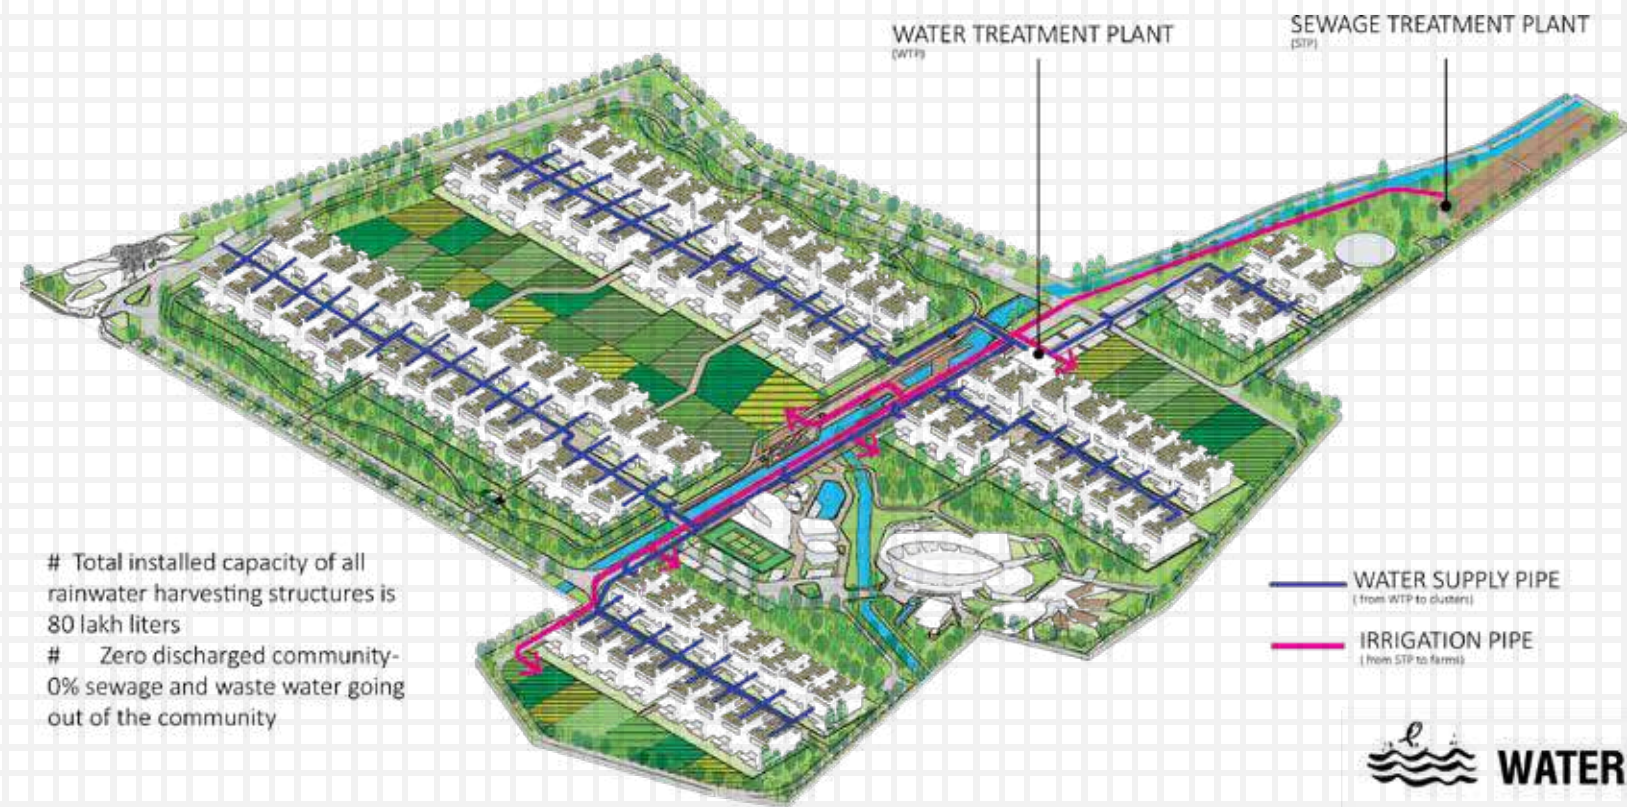 WATER TREATMENT PLANT
(WTP)
SEWAGE TREATMENT PLANT
(STP)
# Total installed capacity of all
rainwater harvesting structures is
80 lakh liters
# Zero discharged community-
0% sewage and waste water going
out of the community
WATER SUPPLY PIPE
( from WTP to clusters)
IRRIGATION PIPE
( from STP to farms)
WATER